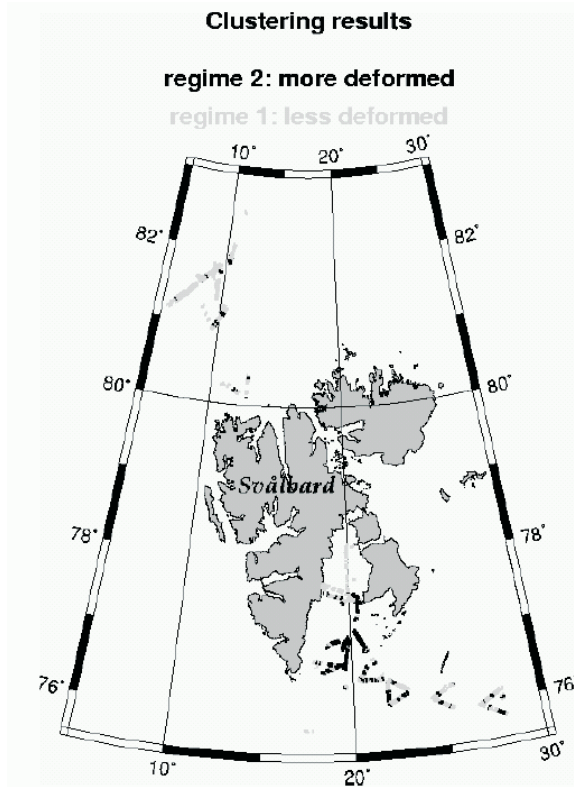 Clustering results
regime 2: more deformed
regime 1: less deformed
10° 20° 30°
82° 82°
80° 80°
Svålbard
78° 78°
76° 76
10° 20° 30°